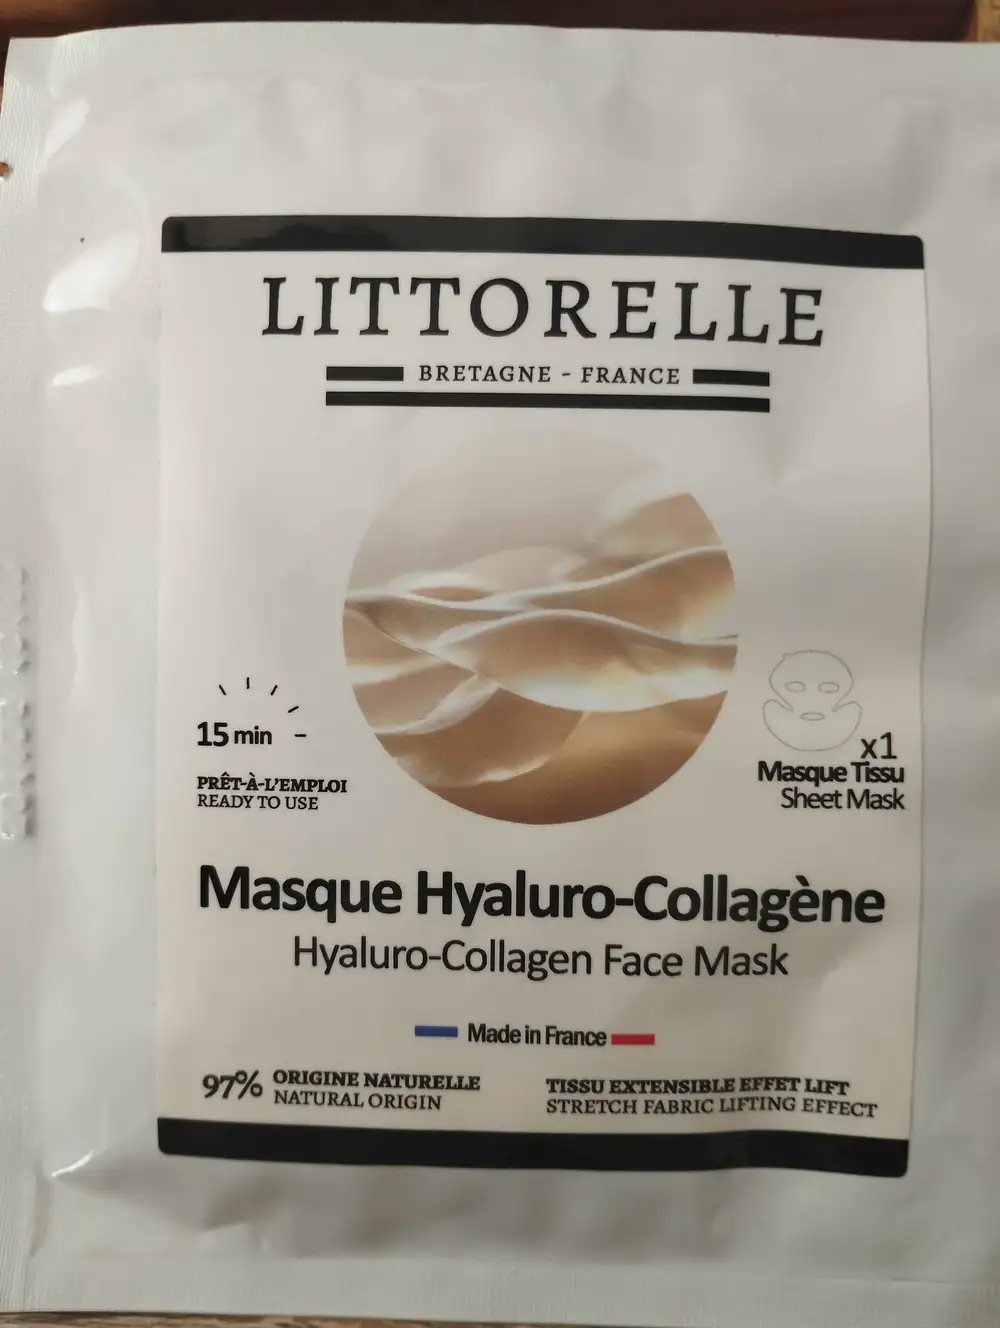 LITTORELLE
BRETAGNE - FRANCE
15 min
PRÊT-À-L'EMPLOI
READY TO USE
x1
Masque Tissu
Sheet Mask
Masque Hyaluro-Collagène
Hyaluro-Collagen Face Mask
Made in France
97% ORIGINE NATURELLE
NATURAL ORIGIN
TISSU EXTENSIBLE EFFET LIFT
STRETCH FABRIC LIFTING EFFECT